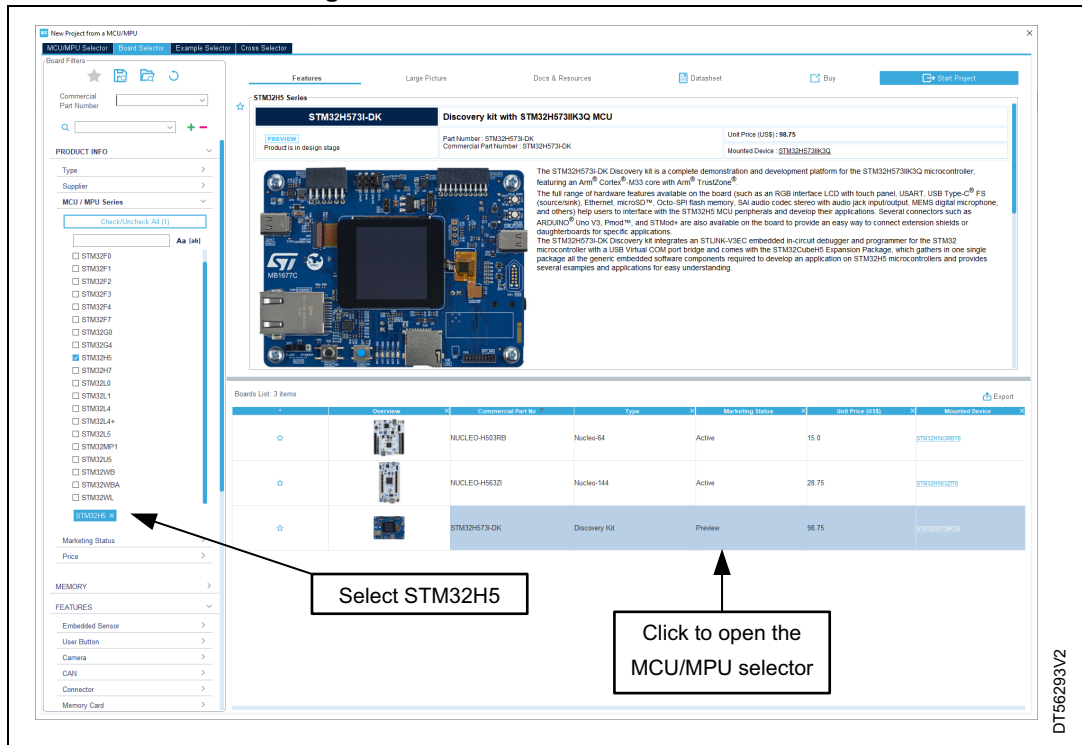 New Project from a MCU/MPU
MCU/MPU Selector Board Selector Example Selector Cross Selector
Board Filters
Commercial
Part Number
PRODUCT INFO
Type
Supplier
MCU / MPU Series
Check/Uncheck All (1)
Aa [ab]
STM32F0
STM32F1
STM32F2
STM32F3
STM32F4
STM32F7
STM32G0
STM32G4
STM32H5
STM32H7
STM32L0
STM32L1
STM32L4
STM32L4+
STM32L5
STM32MP1
STM32U5
STM32WB
STM32WBA
STM32WL
STM32H5 ×
Marketing Status
Price
MEMORY
FEATURES
Embedded Sensor
User Button
Camera
CAN
Connector
Memory Card
Features Large Picture Docs & Resources Datasheet Buy Start Project
STM32H5 Series
STM32H573I-DK Discovery kit with STM32H573IIK3Q MCU
PREVIEW
Product is in design stage
Part Number : STM32H573I-DK
Commercial Part Number : STM32H573I-DK
Unit Price (US$) : 98.75
Mounted Device : STM32H573IIK3Q
MB1677C
The STM32H573I-DK Discovery kit is a complete demonstration and development platform for the STM32H573IIK3Q microcontroller,
featuring an Arm® Cortex®-M33 core with Arm® TrustZone®.
The full range of hardware features available on the board (such as an RGB interface LCD with touch panel, USART, USB Type-C® FS
(source/sink), Ethernet, microSD™, Octo-SPI flash memory, SAI audio codec stereo with audio jack input/output, MEMS digital microphone,
and others) help users to interface with the STM32H5 MCU peripherals and develop their applications. Several connectors such as
ARDUINO® Uno V3, Pmod™, and STMod+ are also available on the board to provide an easy way to connect extension shields or
daughterboards for specific applications.
The STM32H573I-DK Discovery kit integrates an STLINK-V3EC embedded in-circuit debugger and programmer for the STM32
microcontroller with a USB Virtual COM port bridge and comes with the STM32CubeH5 Expansion Package, which gathers in one single
package all the generic embedded software components required to develop an application on STM32H5 microcontrollers and provides
several examples and applications for easy understanding.
Boards List: 3 items
Export
* Overview Commercial Part No Type Marketing Status Unit Price (US$) Mounted Device
NUCLEO-H503RB Nucleo-64 Active 15.0 STM32H503RBT6
NUCLEO-H563ZI Nucleo-144 Active 28.75 STM32H563ZIT6
STM32H573I-DK Discovery Kit Preview 98.75 STM32H573IIK3Q
Select STM32H5
Click to open the
MCU/MPU selector
DT56293V2